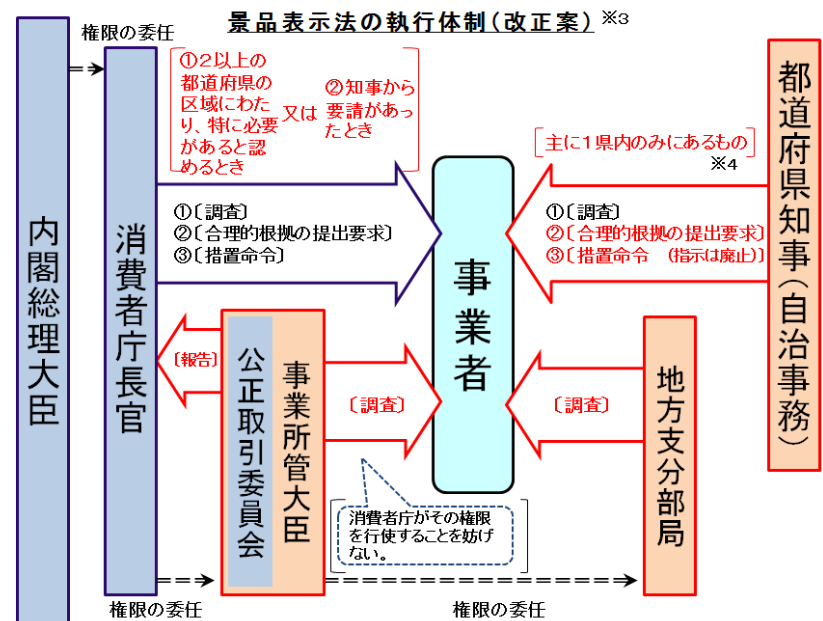 景品表示法の執行体制(改正案) ※3
権限の委任
①2以上の
都道府県の
区域にわた
り、特に必要
があると認
めるとき
又は
②知事から
要請があっ
たとき
[主に1県内のみにあるもの]
※4
①〔調査〕
②〔合理的根拠の提出要求〕
③〔措置命令〕
①〔調査〕
②〔合理的根拠の提出要求〕
③〔措置命令 (指示は廃止)〕
内閣総理大臣
消費者庁長官
事業者
都道府県知事(自治事務)
〔報告〕
公正取引委員会
事業所管大臣
〔調査〕
〔調査〕
地方支分部局
消費者庁がその権限
を行使することを妨げ
ない。
権限の委任
権限の委任